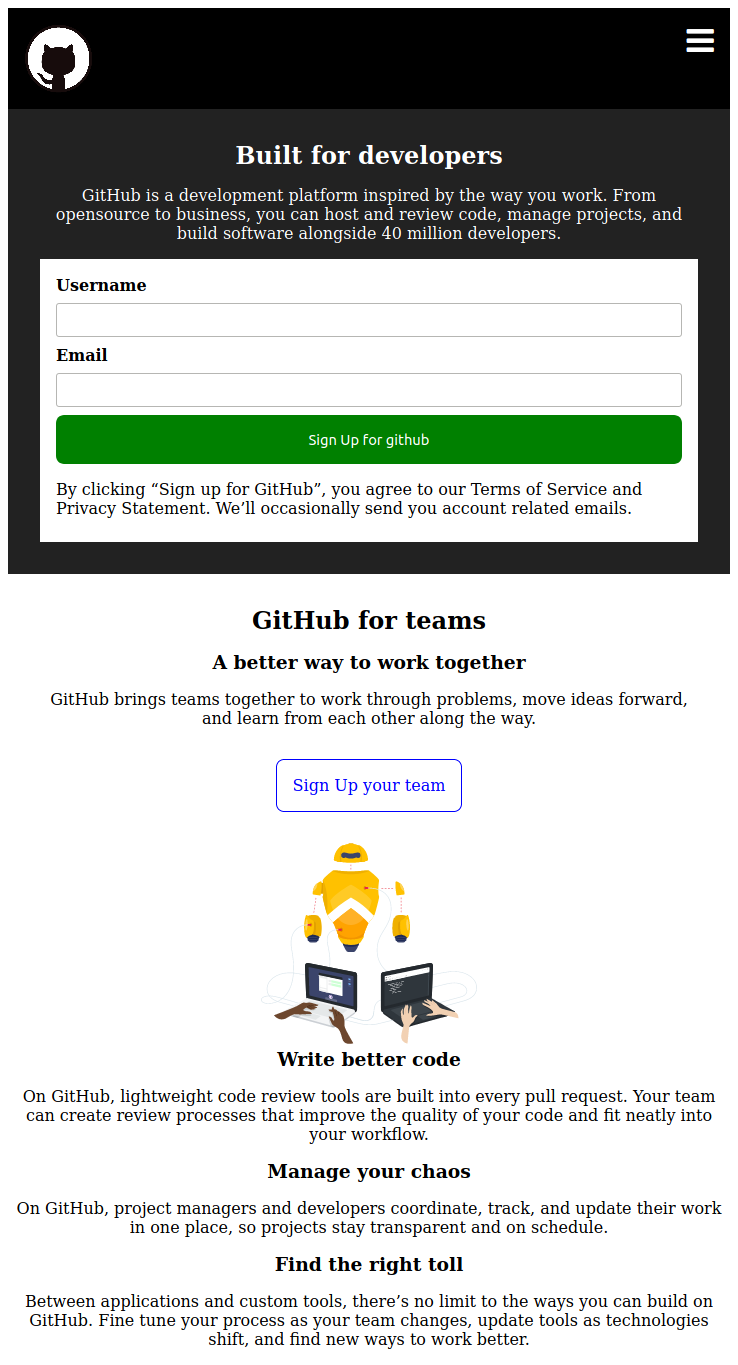 Built for developers
GitHub is a development platform inspired by the way you work. From
opensource to business, you can host and review code, manage projects, and
build software alongside 40 million developers.
Username
Email
Sign Up for github
By clicking “Sign up for GitHub”, you agree to our Terms of Service and
Privacy Statement. We’ll occasionally send you account related emails.
GitHub for teams
A better way to work together
GitHub brings teams together to work through problems, move ideas forward,
and learn from each other along the way.
Sign Up your team
Write better code
On GitHub, lightweight code review tools are built into every pull request. Your team
can create review processes that improve the quality of your code and fit neatly into
your workflow.
Manage your chaos
On GitHub, project managers and developers coordinate, track, and update their work
in one place, so projects stay transparent and on schedule.
Find the right toll
Between applications and custom tools, there’s no limit to the ways you can build on
GitHub. Fine tune your process as your team changes, update tools as technologies
shift, and find new ways to work better.